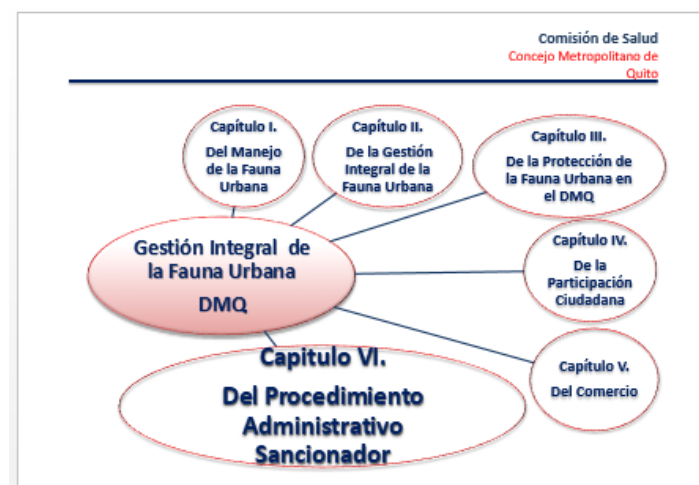 Comisión de Salud
Concejo Metropolitano de
Quito
Capítulo I.
Del Manejo
de la Fauna
Urbana
Capítulo II.
De la Gestión
Integral de la
Fauna Urbana
Capítulo III.
De la Protección de
la Fauna Urbana en
el DMQ
Gestión Integral de
la Fauna Urbana
DMQ
Capítulo IV.
De la
Participación
Ciudadana
Capítulo V.
Del Comercio
Capitulo VI.
Del Procedimiento
Administrativo
Sancionador